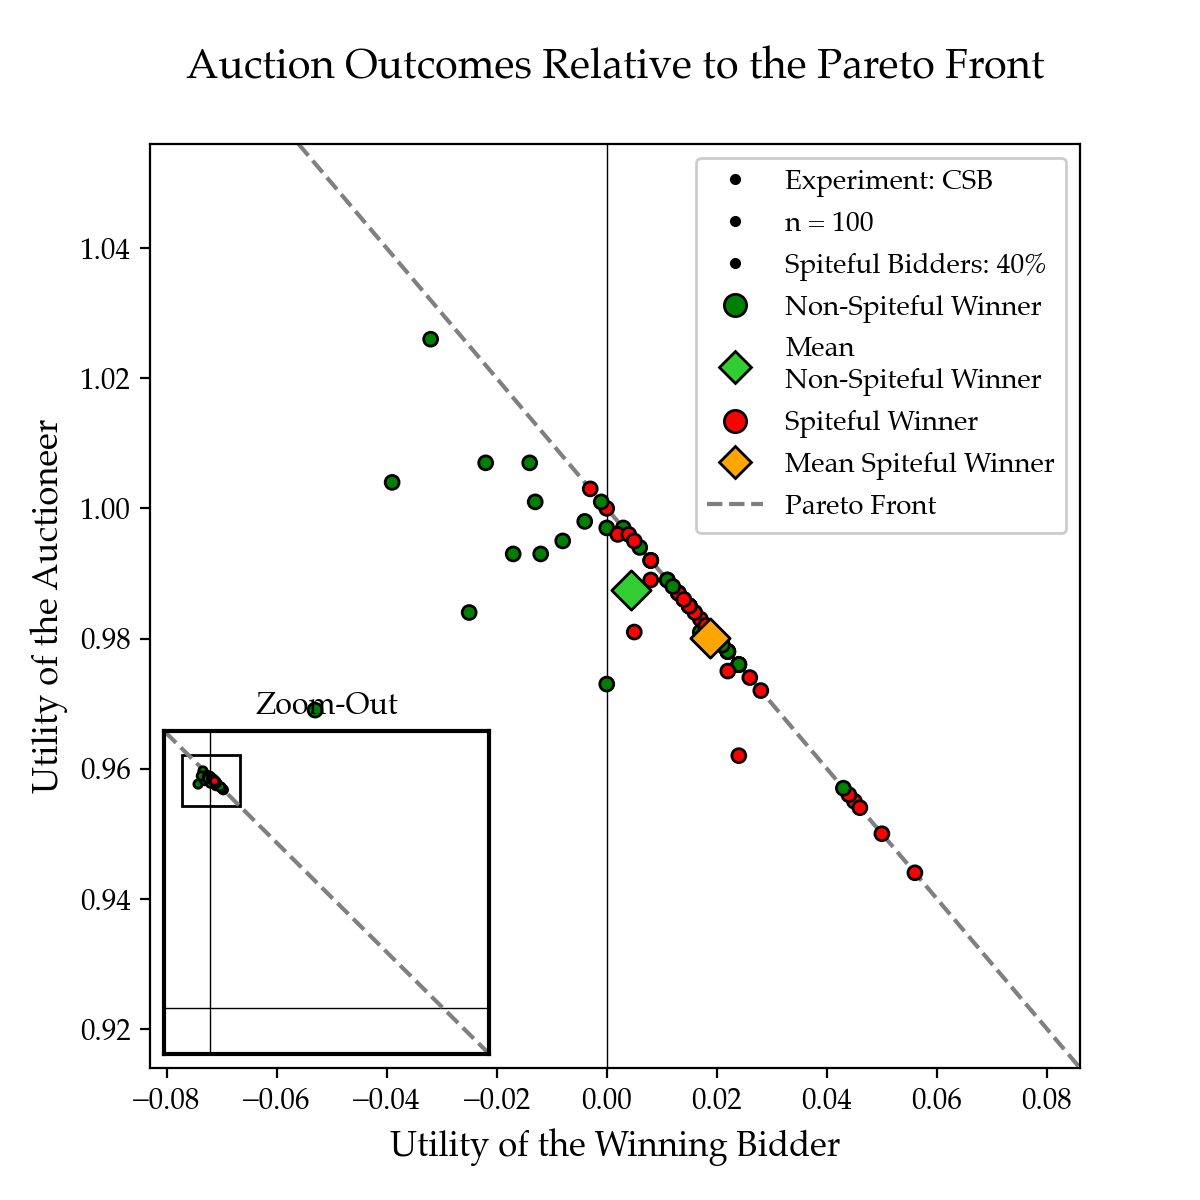 Auction Outcomes Relative to the Pareto Front
Experiment: CSB
n = 100
Spiteful Bidders: 40%
Non-Spiteful Winner
Mean
Non-Spiteful Winner
Spiteful Winner
Mean Spiteful Winner
Pareto Front
Utility of the Auctioneer
1.04
1.02
1.00
0.98
0.96
0.94
0.92
Zoom-Out
−0.08 −0.06 −0.04 −0.02 0.00 0.02 0.04 0.06 0.08
Utility of the Winning Bidder